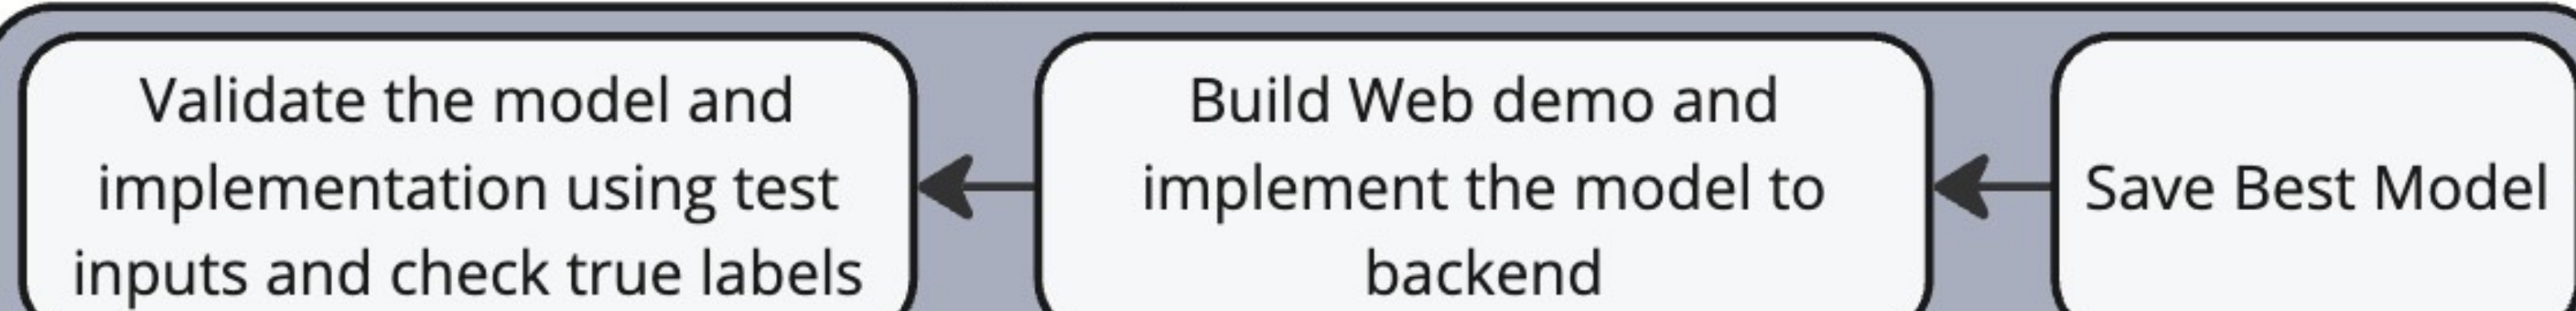 Validate the model and
implementation using test
inputs and check true labels
Build Web demo and
implement the model to
backend
Save Best Model